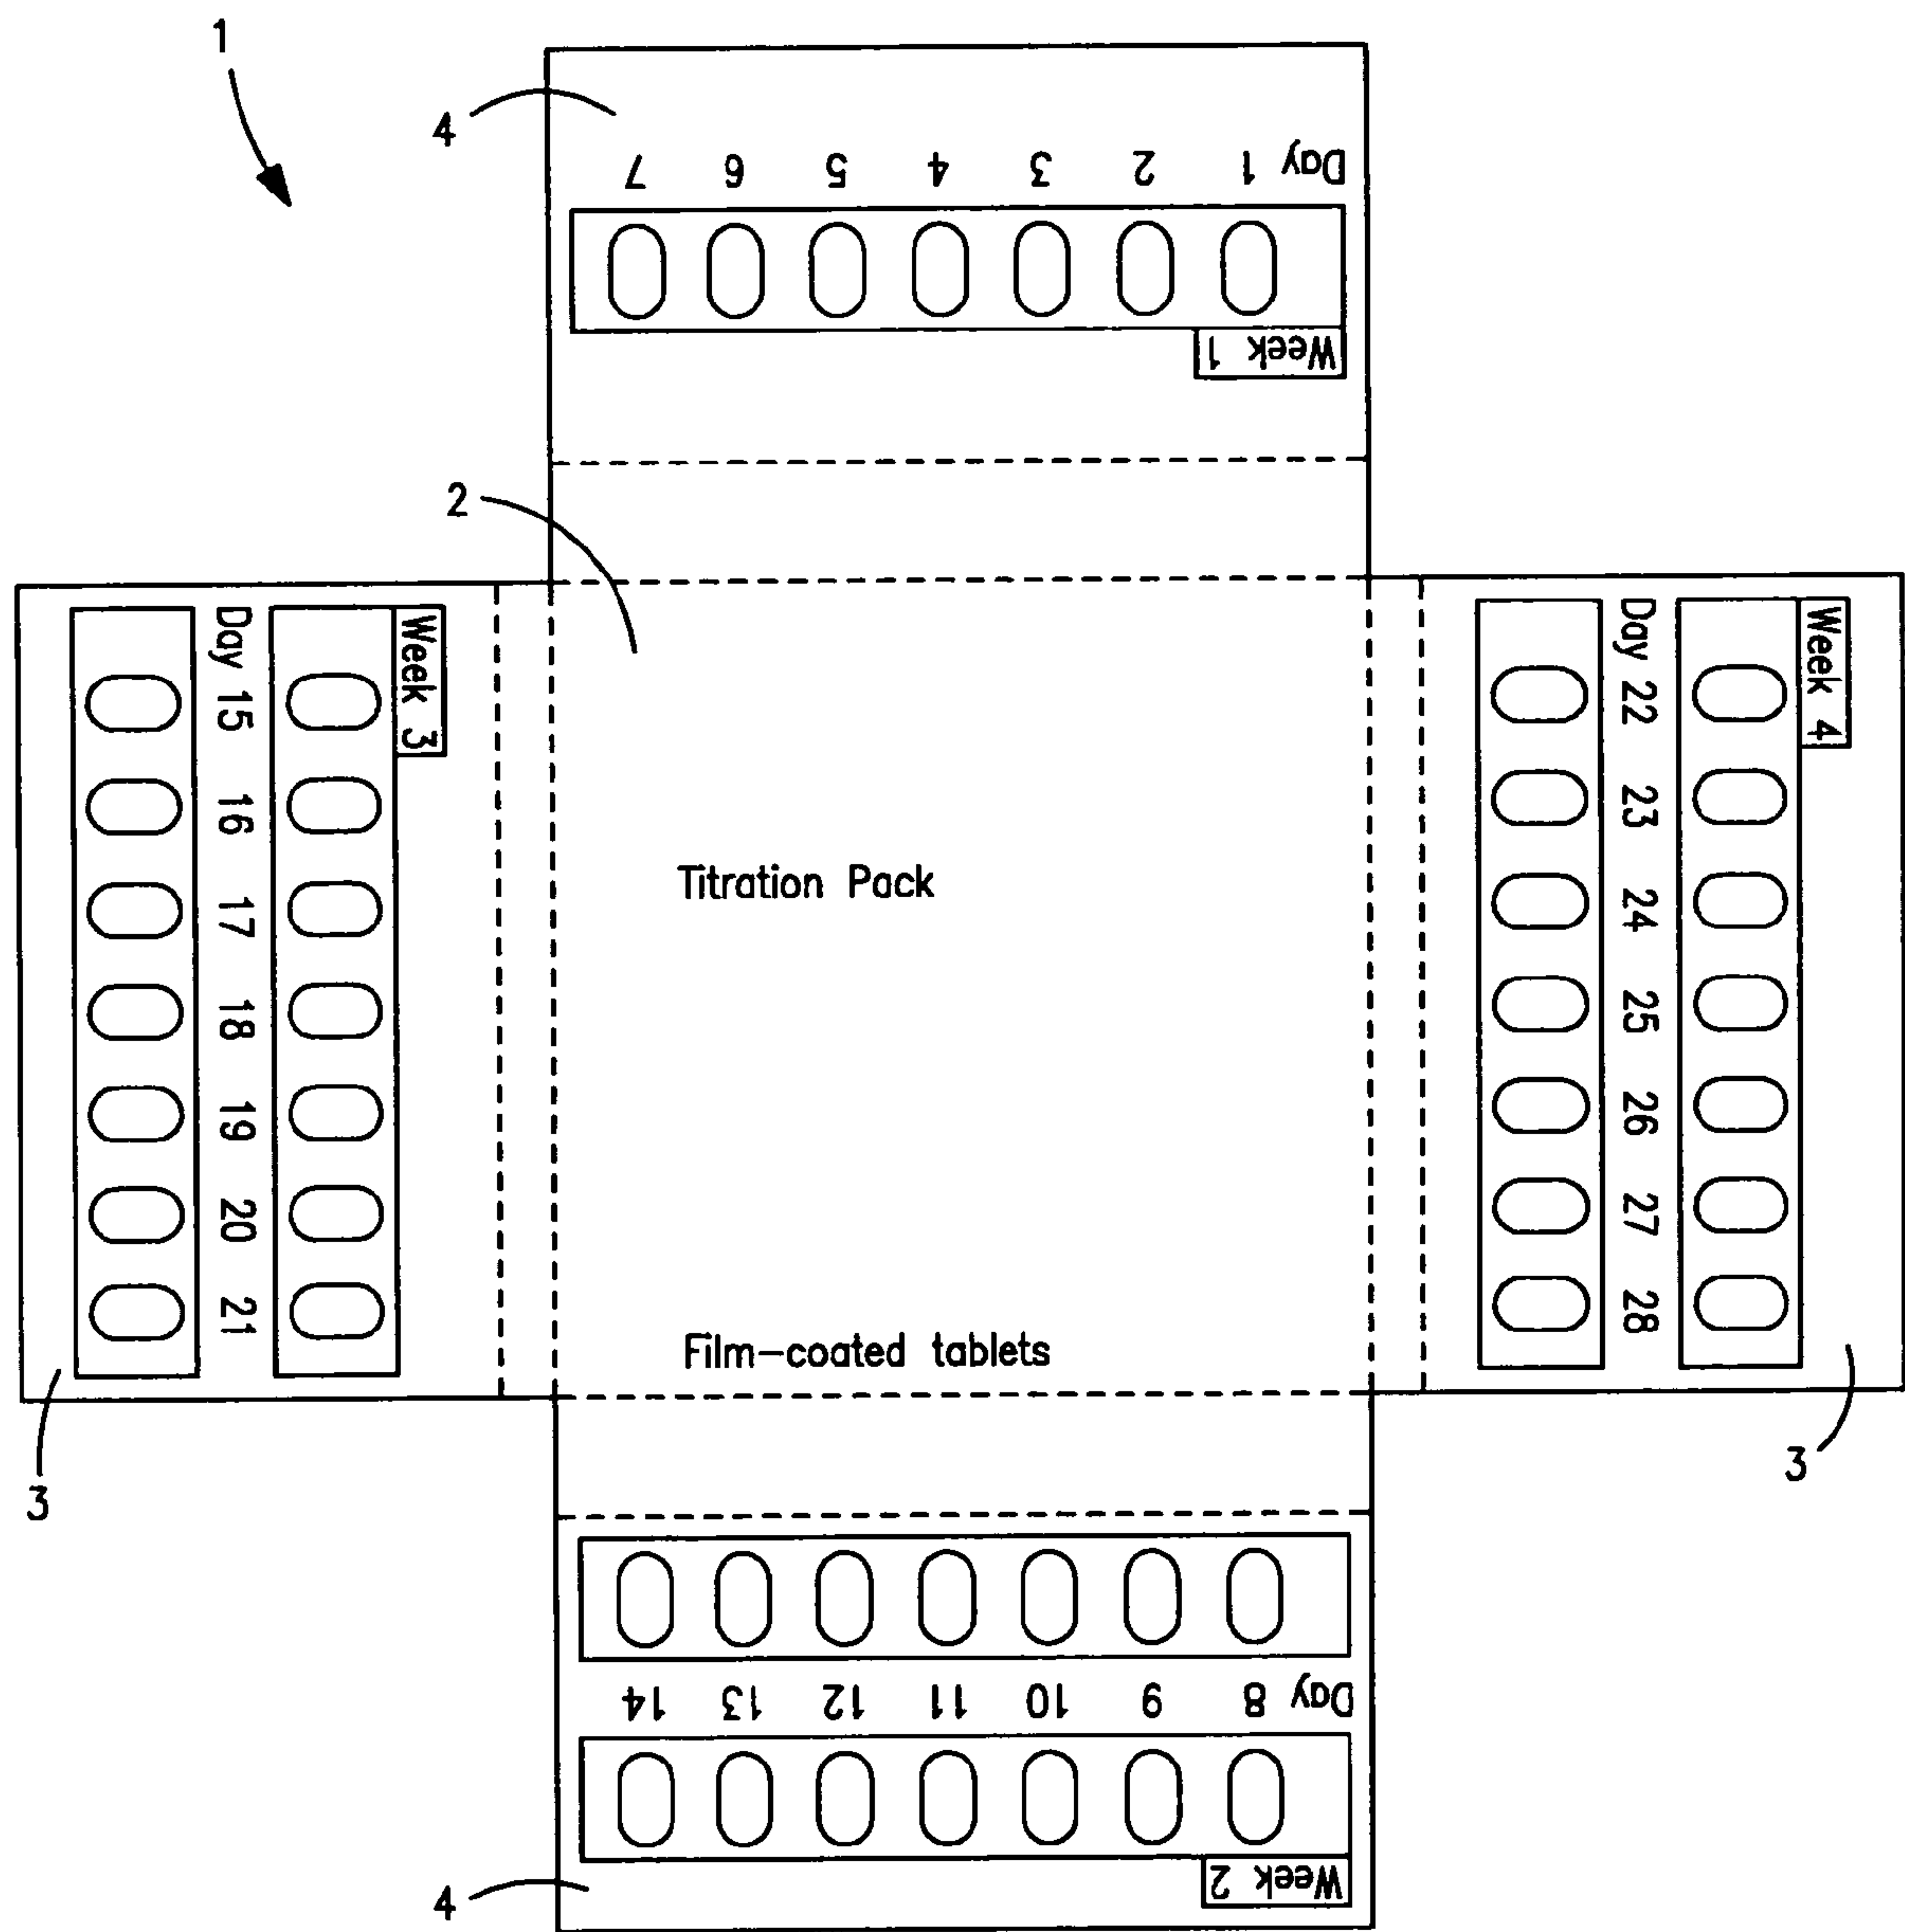 1
4
Day 1 2 3 4 5 6 7
Week 1
2
Week 3
Day 15 16 17 18 19 20 21
3
Titration Pack
Film-coated tablets
Week 4
Day 22 23 24 25 26 27 28
3
Day 8 9 10 11 12 13 14
Week 2
4